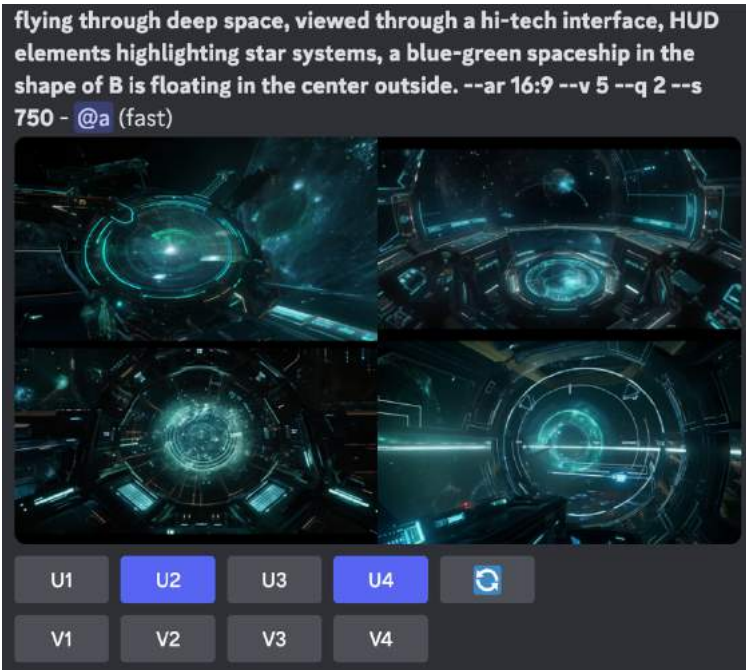 flying through deep space, viewed through a hi-tech interface, HUD
elements highlighting star systems, a blue-green spaceship in the
shape of B is floating in the center outside. --ar 16:9 --v 5 --q 2 --s
750 - @a (fast)
U1 U2 U3 U4
V1 V2 V3 V4